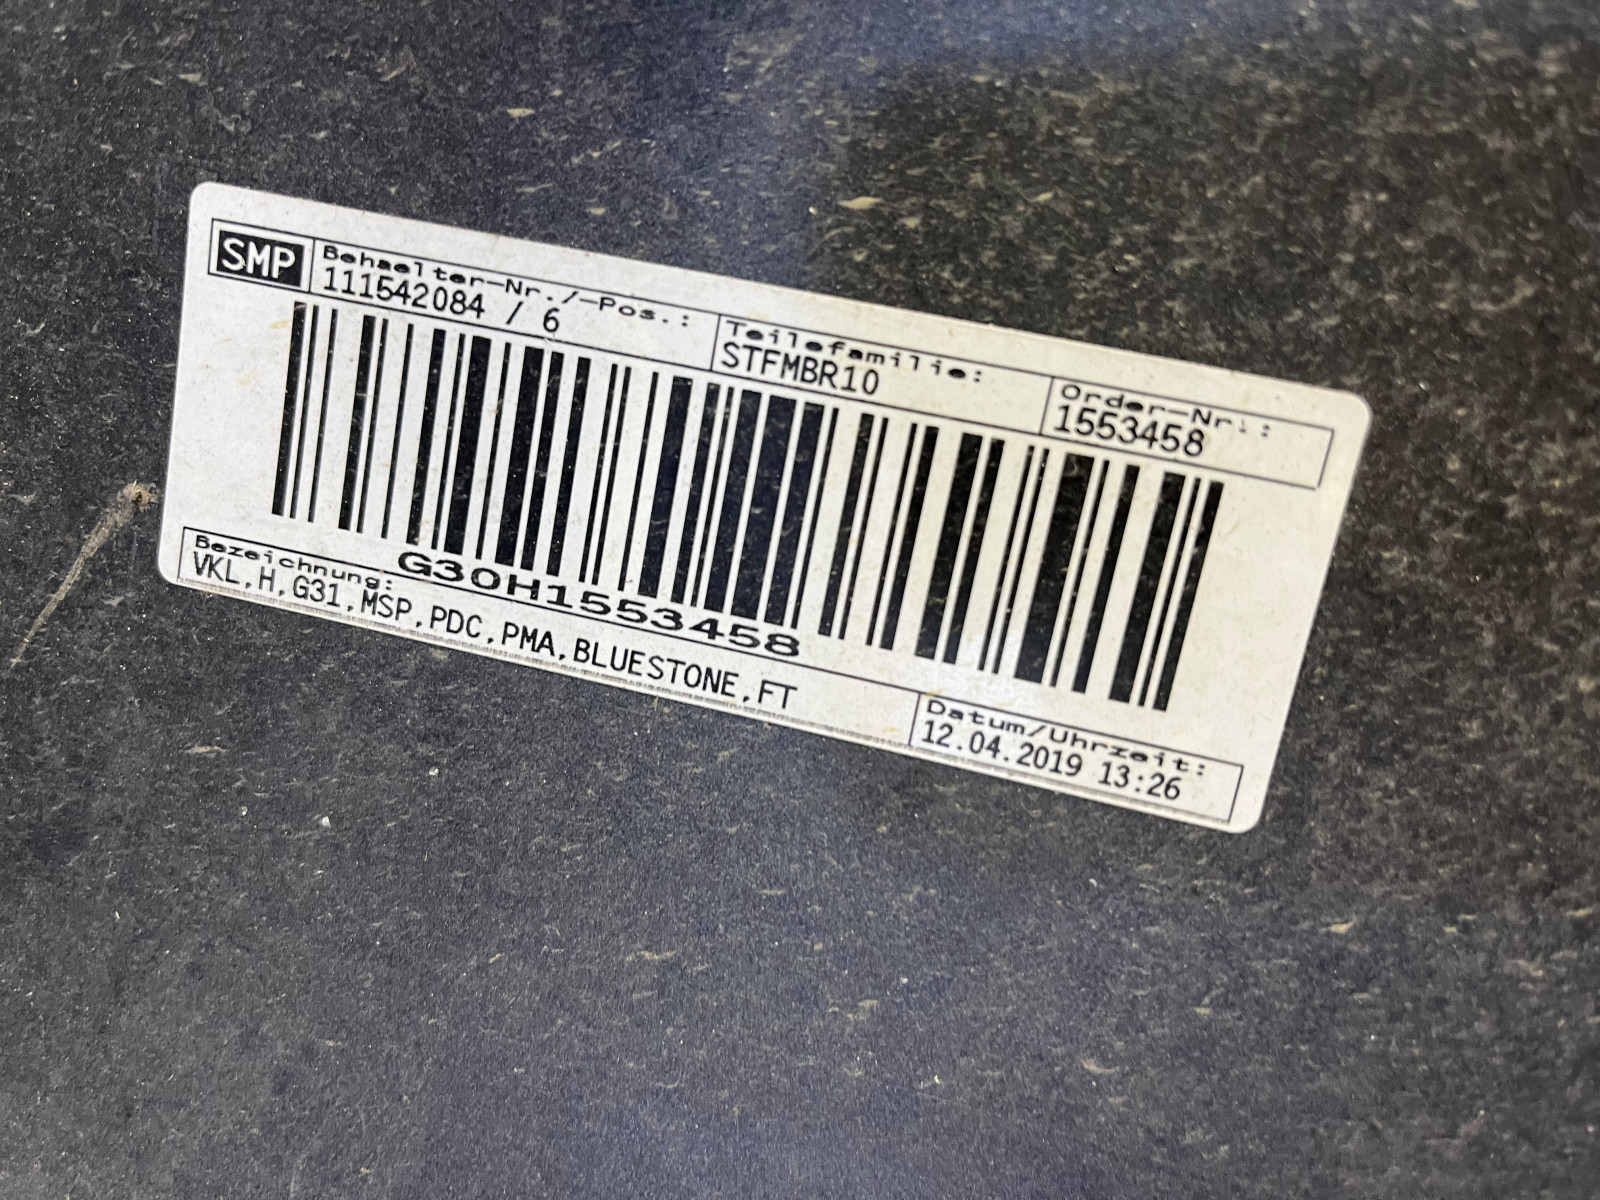 SMP
Behaelter-Nr./-Pos.:
111542084 / 6
Teilefamilie:
STFMBR10
Order-Nr.:
1553458
G30H1553458
Bezeichnung:
VKL,H,G31,MSP,PDC,PMA,BLUESTONE,FT
Datum/Uhrzeit:
12.04.2019 13:26